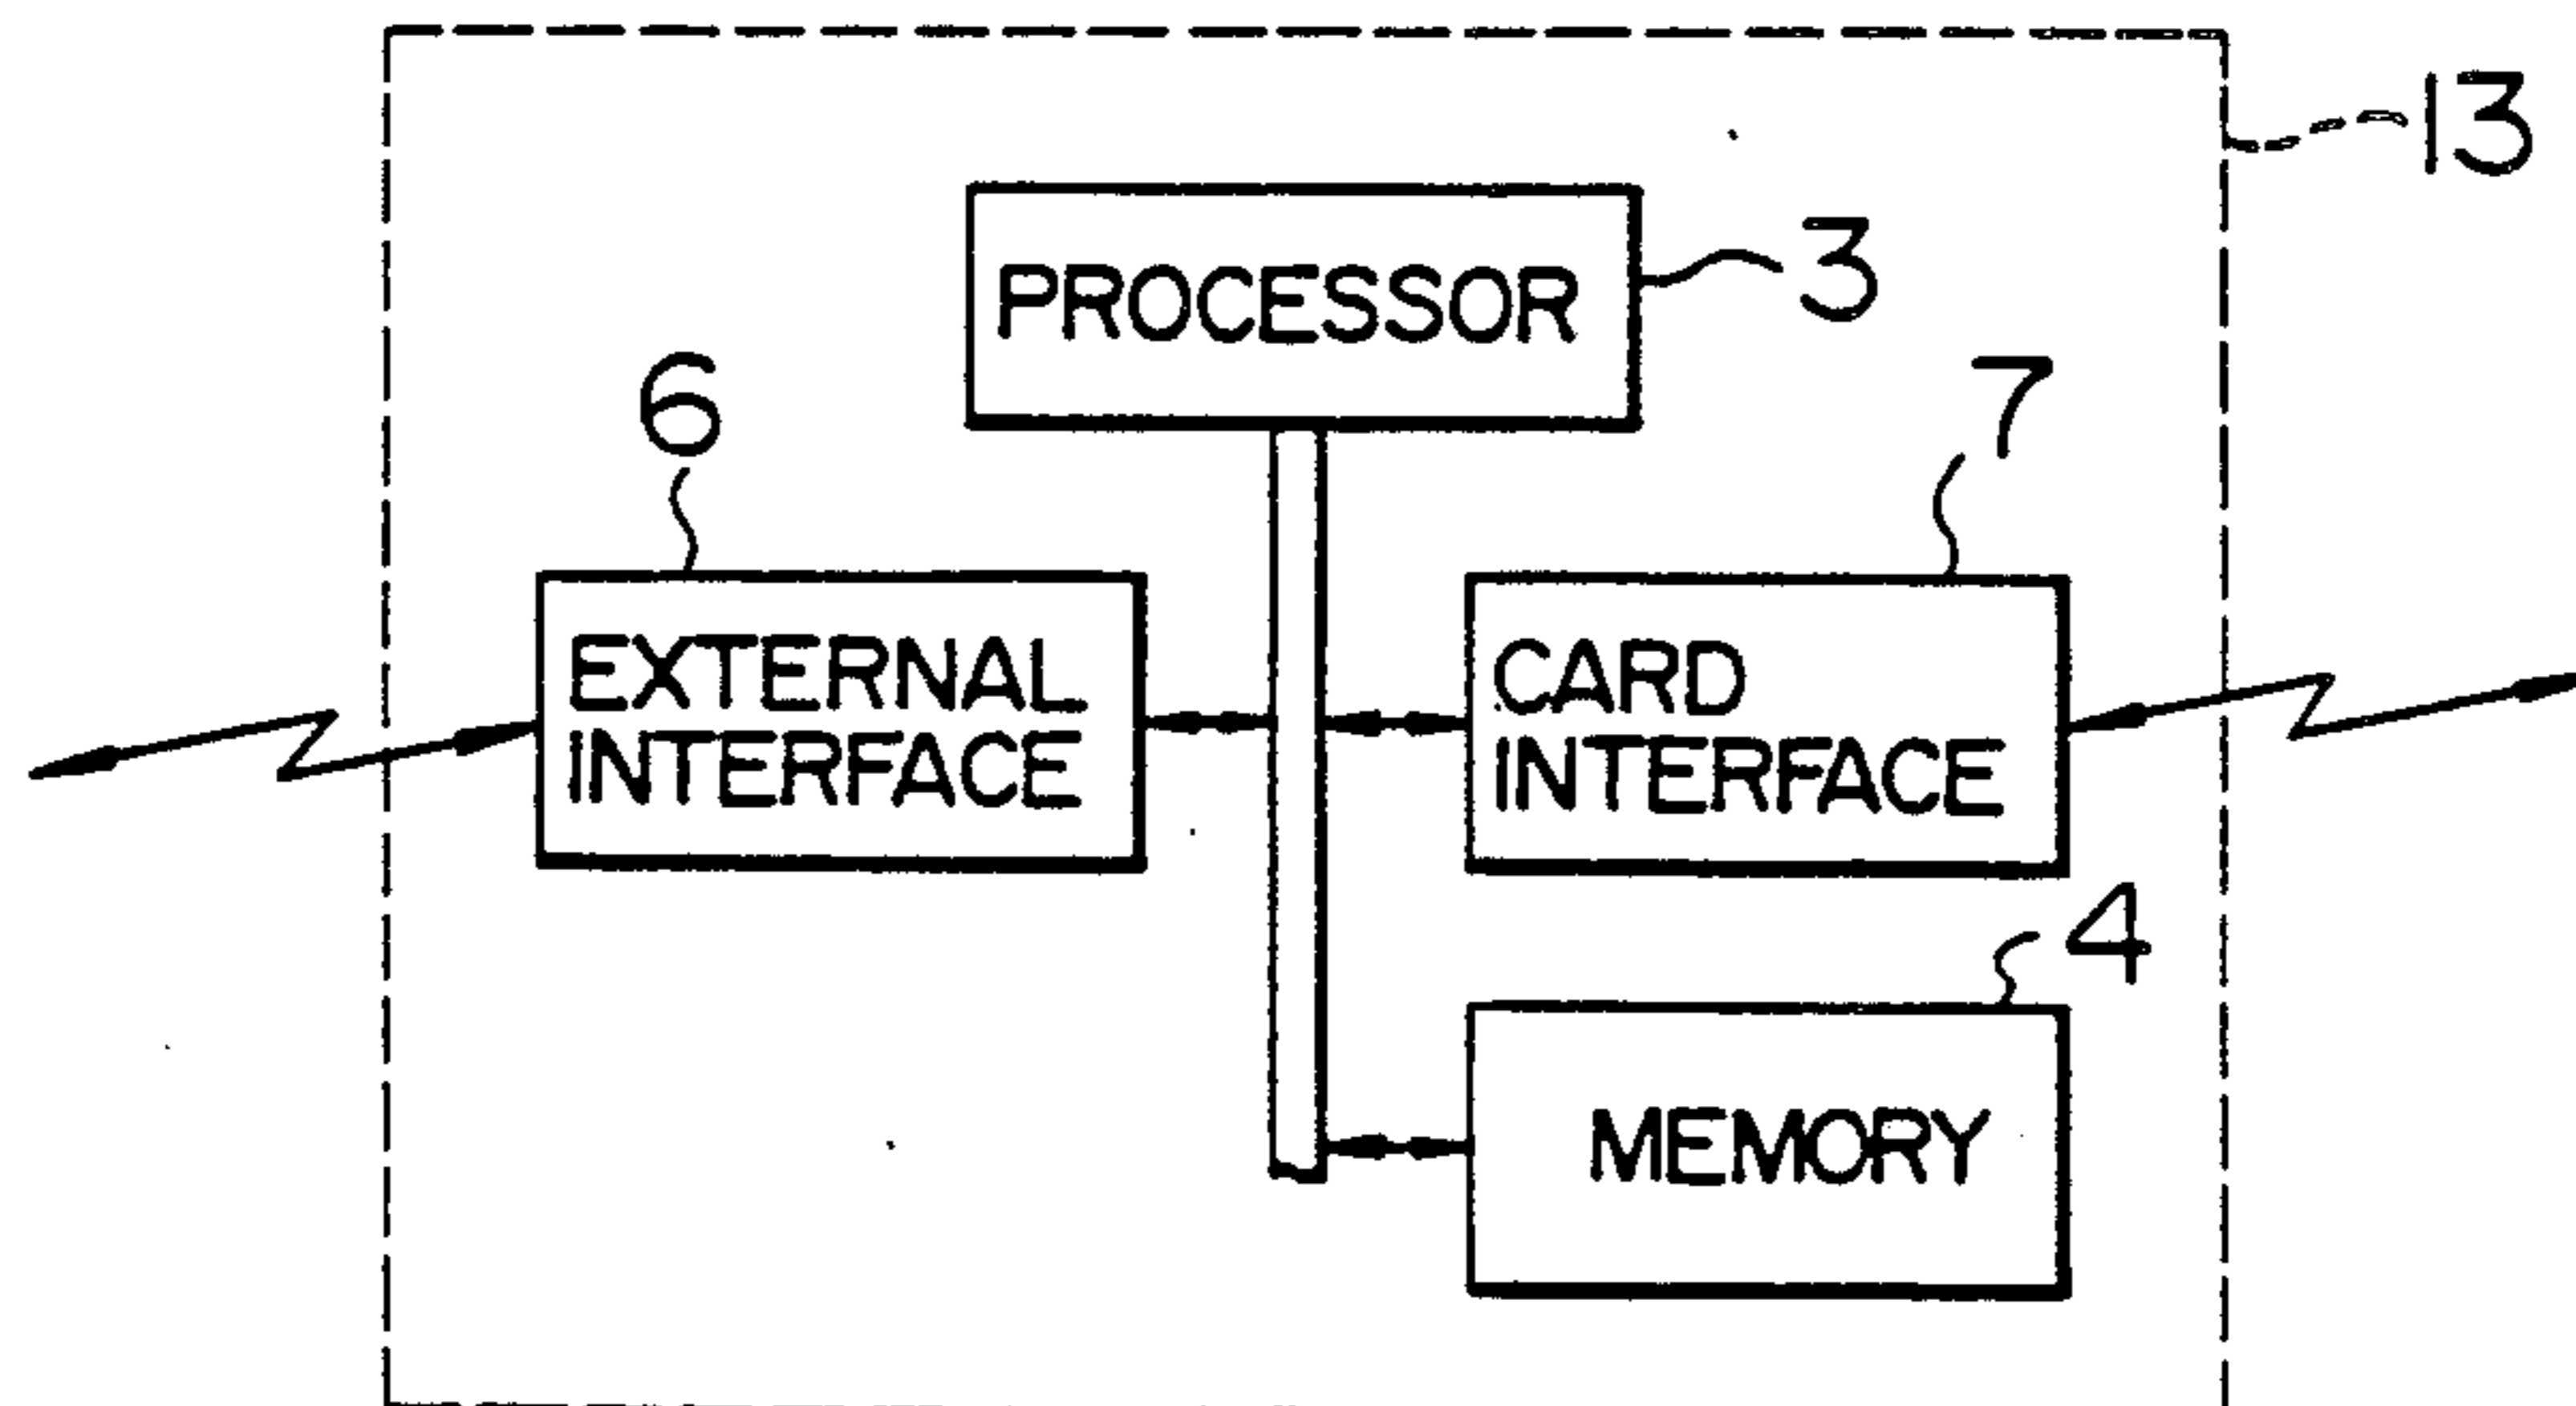 13
PROCESSOR
3
6
7
EXTERNAL
INTERFACE
CARD
INTERFACE
4
MEMORY